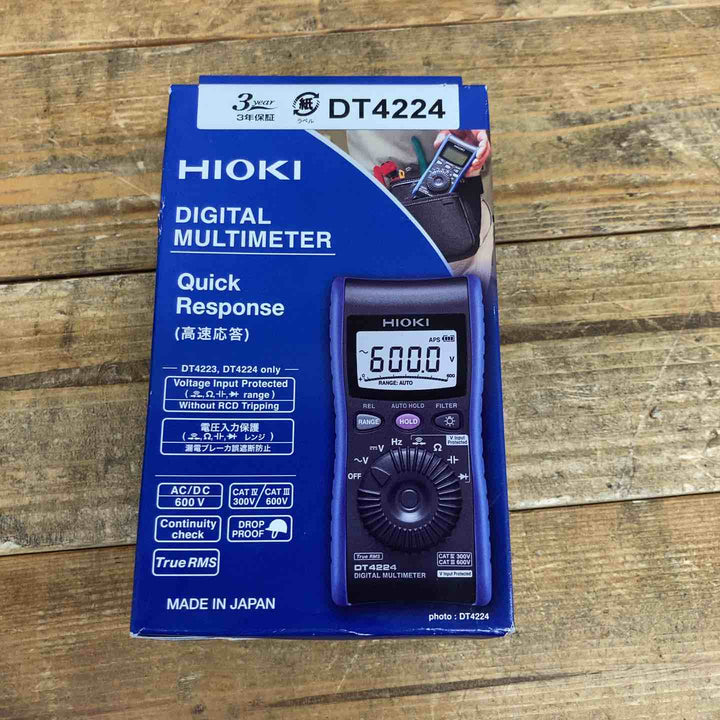 3 year
3年保証
紙
ラベル
DT4224
HIOKI
DIGITAL
MULTIMETER
Quick
Response
(高速応答)
DT4223, DT4224 only
Voltage Input Protected
( Ω, range)
Without RCD Tripping
電圧入力保護
( Ω, レンジ)
漏電ブレーカ誤遮断防止
AC/DC
600 V
CAT Ⅳ 300V/CAT Ⅲ 600V
Continuity
check
DROP
PROOF
True RMS
MADE IN JAPAN
HIOKI
APS
~600.0 V
0 600
RANGE: AUTO
REL AUTO HOLD FILTER
RANGE HOLD
V Input Protected
Hz Ω
V
~V
OFF
True RMS
DT4224
DIGITAL MULTIMETER
CAT Ⅳ 300V
CAT Ⅲ 600V
V Input Protected
photo : DT4224